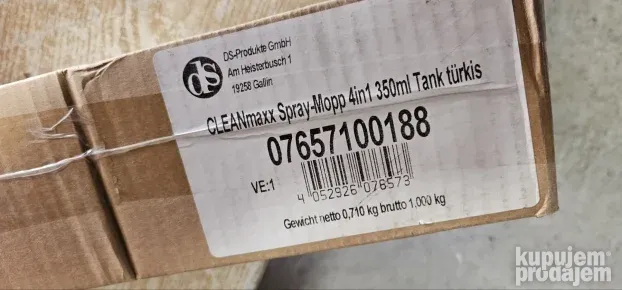 ds
DS-Produkte GmbH
Am Heisterbusch 1
19258 Gallin
CLEANmaxx Spray-Mopp 4in1 350ml Tank türkis
07657100188
VE:1
4 052926 076573
Gewicht netto 0,710 kg brutto 1,000 kg
kupujem
prodajem